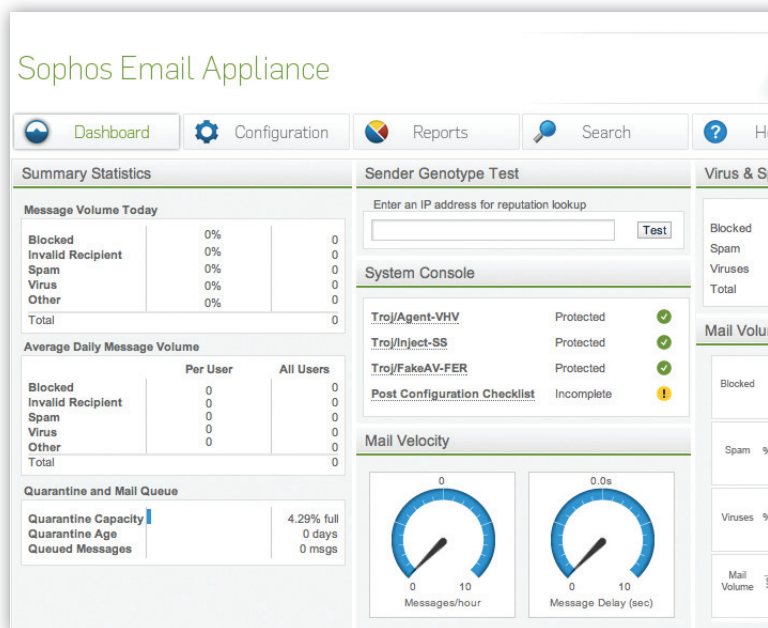 Sophos Email Appliance
Dashboard Configuration Reports Search
Summary Statistics
Message Volume Today
Blocked 0% 0
Invalid Recipient 0% 0
Spam 0% 0
Virus 0% 0
Other 0% 0
Total 0
Average Daily Message Volume
Per User All Users
Blocked 0 0
Invalid Recipient 0 0
Spam 0 0
Virus 0 0
Other 0 0
Total 0
Quarantine and Mail Queue
Quarantine Capacity 4.29% full
Quarantine Age 0 days
Queued Messages 0 msgs
Sender Genotype Test
Enter an IP address for reputation lookup
Test
System Console
Troj/Agent-VHV Protected
Troj/Inject-SS Protected
Troj/FakeAV-FER Protected
Post Configuration Checklist Incomplete
Mail Velocity
0 0.0s
0 10 0 10
Messages/hour Message Delay (sec)
Virus & Sp
Blocked
Spam
Viruses
Total
Mail Volu
Blocked
Spam %
Viruses %
Mail
Volume